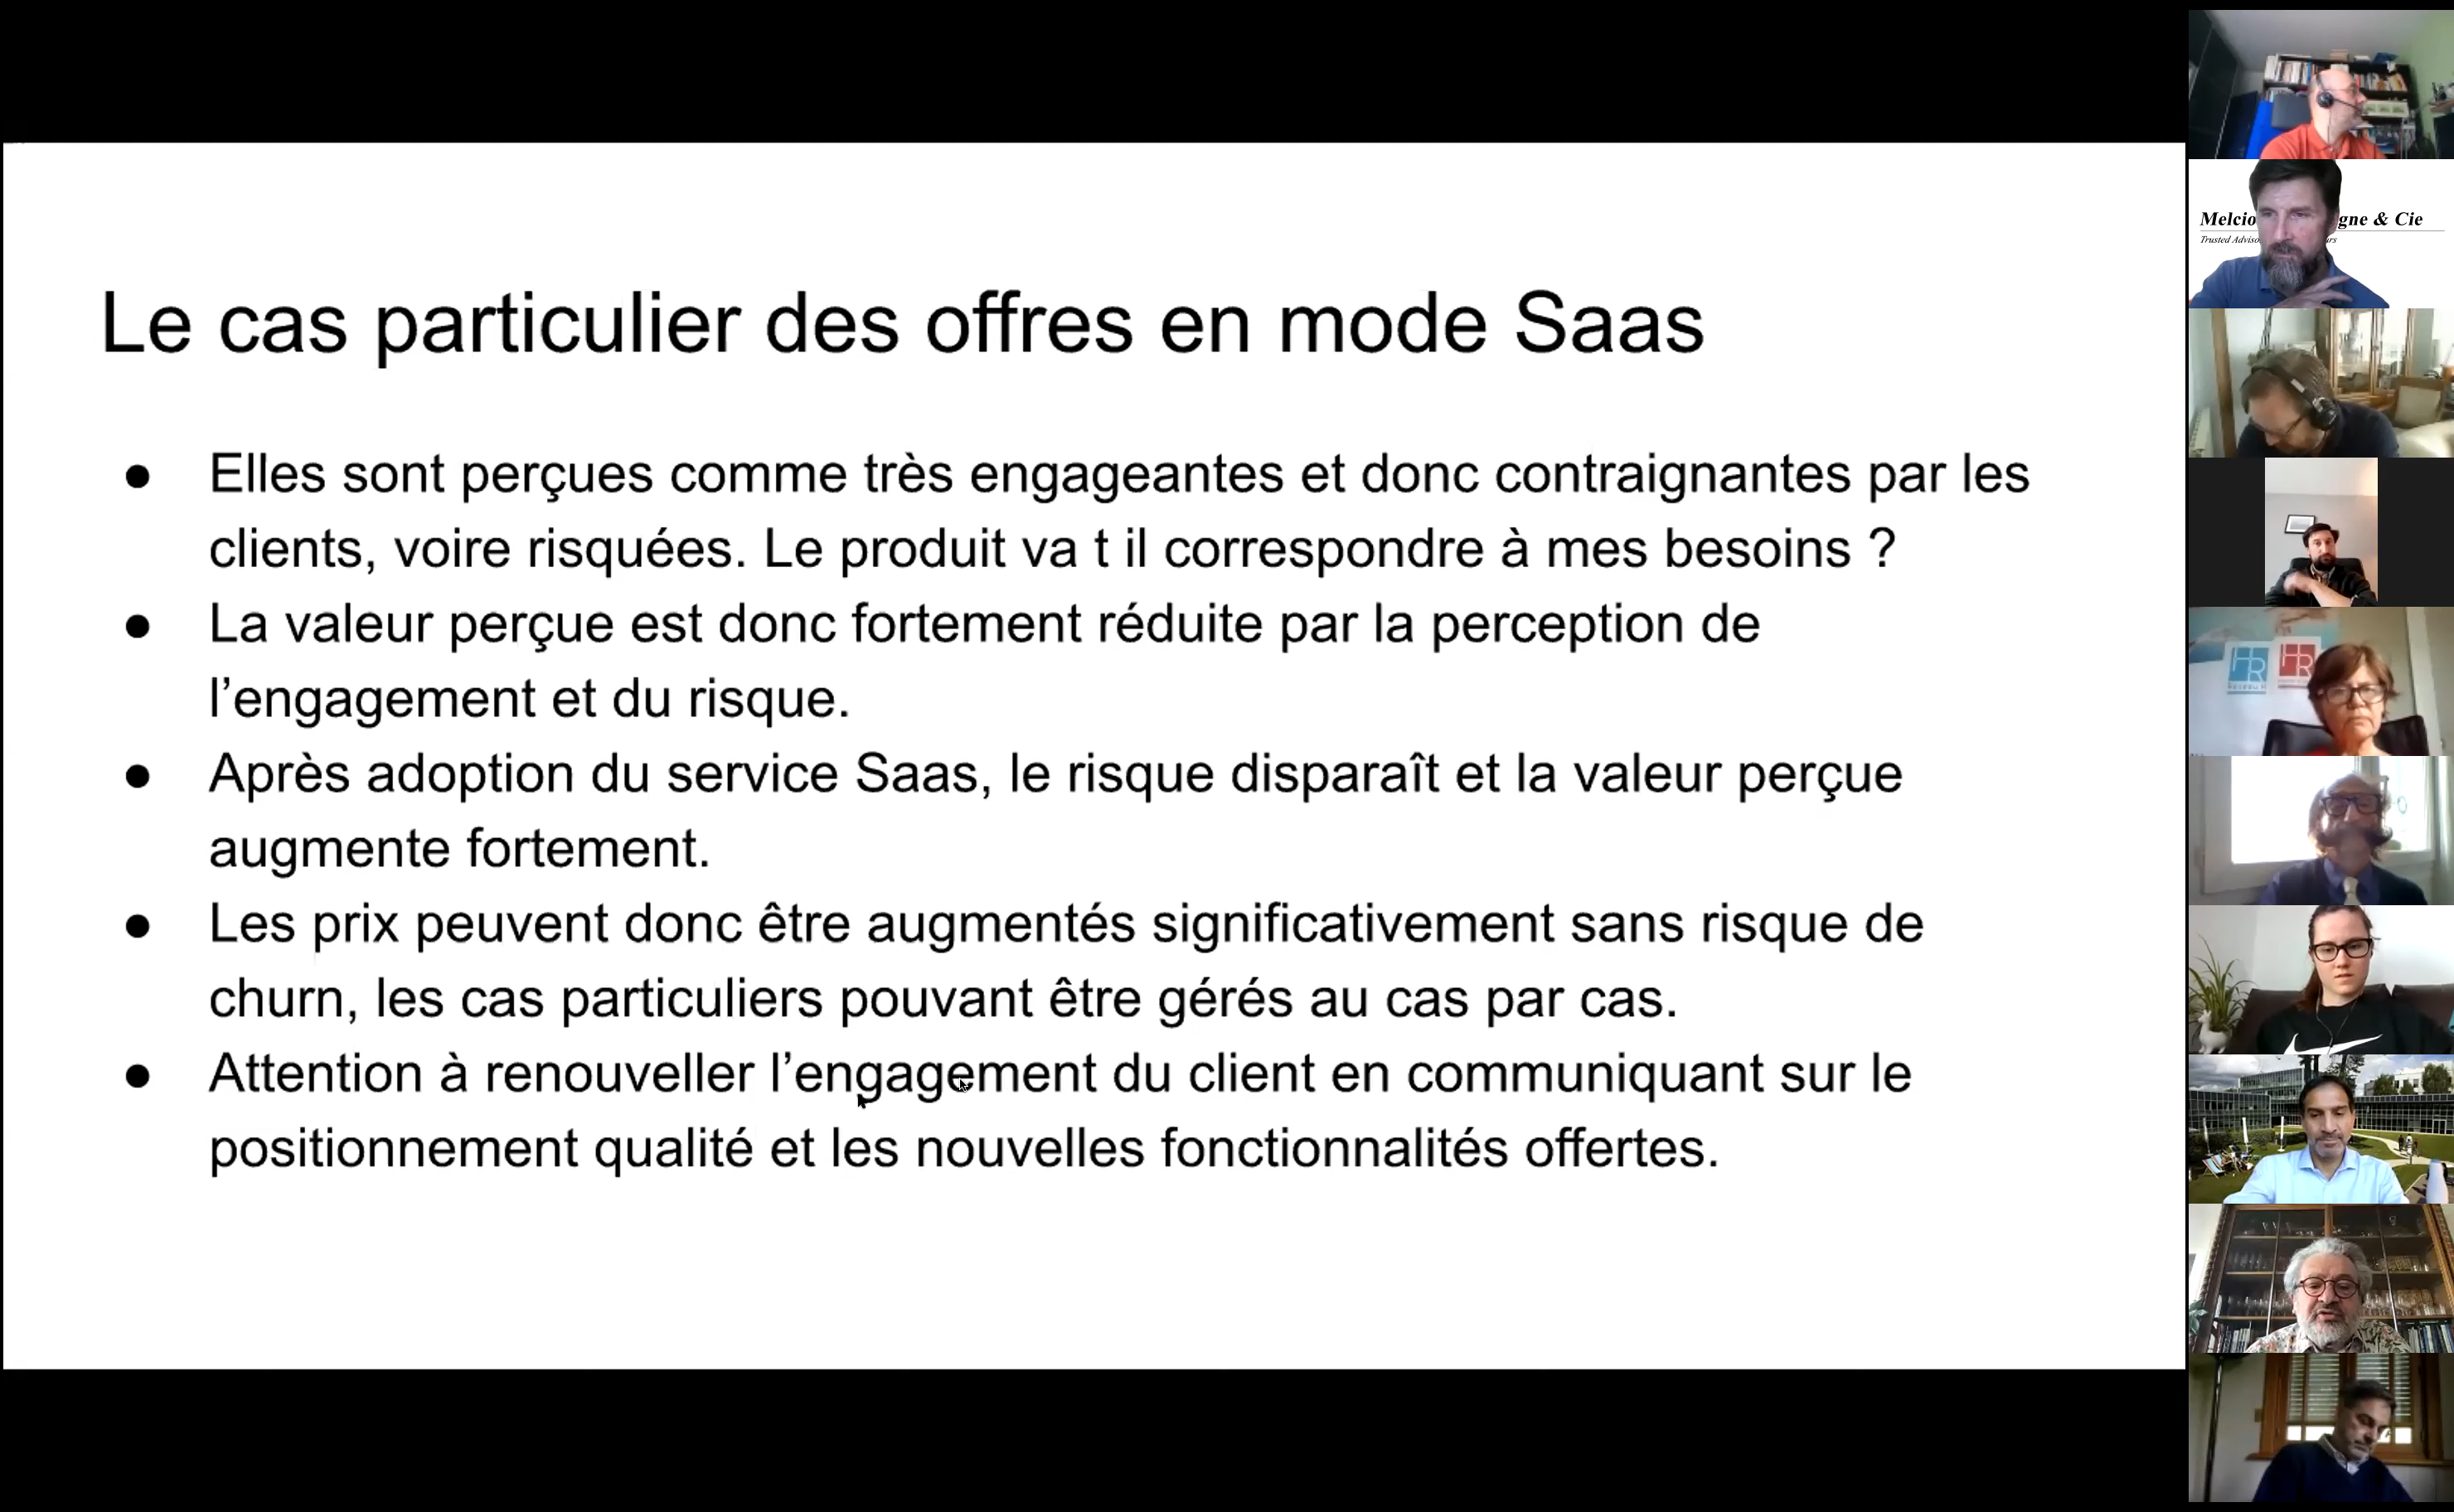 Le cas particulier des offres en mode Saas
● Elles sont perçues comme très engageantes et donc contraignantes par les
clients, voire risquées. Le produit va t il correspondre à mes besoins ?
● La valeur perçue est donc fortement réduite par la perception de
l’engagement et du risque.
● Après adoption du service Saas, le risque disparaît et la valeur perçue
augmente fortement.
● Les prix peuvent donc être augmentés significativement sans risque de
churn, les cas particuliers pouvant être gérés au cas par cas.
● Attention à renouveller l’engagement du client en communiquant sur le
positionnement qualité et les nouvelles fonctionnalités offertes.
Melcio gne & Cie
Trusted
HR HR